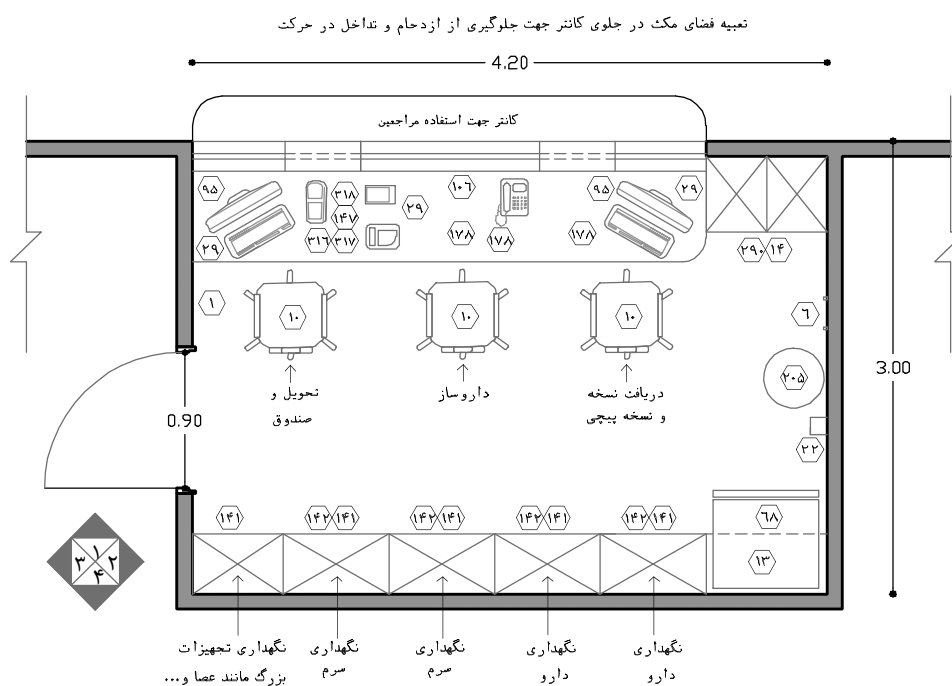 تعبیه فضای مکث در جلوی کانتر جهت جلوگیری از ازدحام و تداخل در حرکت
4.20
کانتر جهت استفاده مراجعین
۹۵
۳۱۸
۲۹
۱۰۶
۹۵
۲۹
۱۴۷
۲۹
۳۱۶
۳۱۷
۱۷۸
۱۷۸
۱۷۸
۲۹۰
۱۴
۱
۱۰
۱۰
۱۰
۶
3.00
تحویل و
صندوق
داروساز
دریافت نسخه
و نسخه پیچی
۲۰۵
0.90
۲۲
۱۴۱
۱۴۲
۱۴۱
۱۴۲
۱۴۱
۱۴۲
۱۴۱
۱۴۲
۱۴۱
۶۸
۱۳
۱
۳
۲
۴
نگهداری تجهیزات
بزرگ مانند عصا و...
نگهداری
سرم
نگهداری
سرم
نگهداری
دارو
نگهداری
دارو